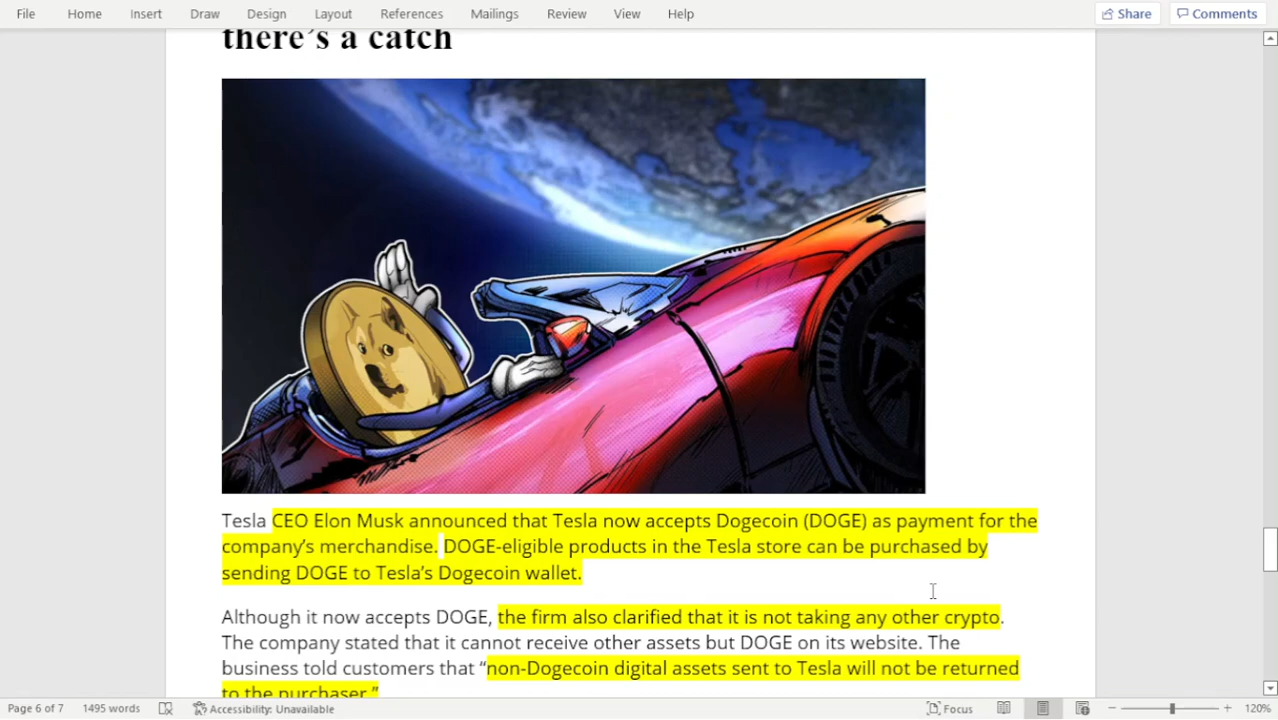 File Home Insert Draw Design Layout References Mailings Review View Help Share Comments
there's a catch
Tesla CEO Elon Musk announced that Tesla now accepts Dogecoin (DOGE) as payment for the
company's merchandise. DOGE-eligible products in the Tesla store can be purchased by
sending DOGE to Tesla's Dogecoin wallet.
Although it now accepts DOGE, the firm also clarified that it is not taking any other crypto.
The company stated that it cannot receive other assets but DOGE on its website. The
business told customers that “non-Dogecoin digital assets sent to Tesla will not be returned
to the purchaser.”
Page 6 of 7 1495 words Accessibility: Unavailable Focus 120%